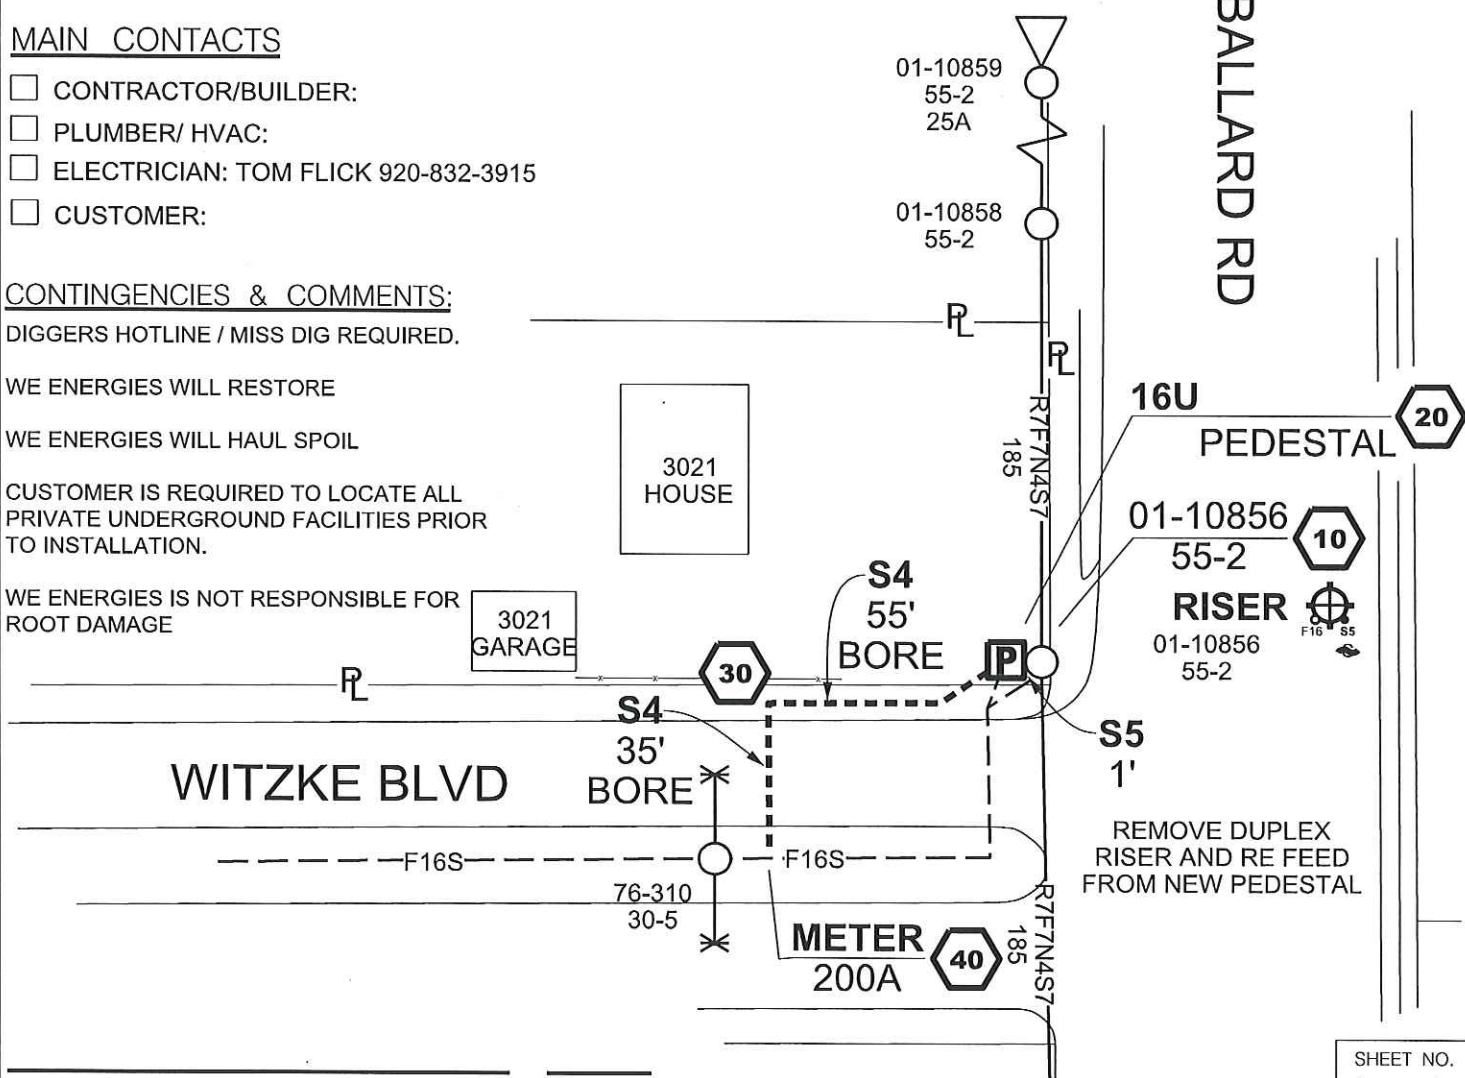 MAIN CONTACTS
CONTRACTOR/BUILDER:
PLUMBER/ HVAC:
ELECTRICIAN: TOM FLICK 920-832-3915
CUSTOMER:
CONTINGENCIES & COMMENTS:
DIGGERS HOTLINE / MISS DIG REQUIRED.
WE ENERGIES WILL RESTORE
WE ENERGIES WILL HAUL SPOIL
CUSTOMER IS REQUIRED TO LOCATE ALL
PRIVATE UNDERGROUND FACILITIES PRIOR
TO INSTALLATION.
WE ENERGIES IS NOT RESPONSIBLE FOR
ROOT DAMAGE
01-10859
55-2
25A
01-10858
55-2
BALLARD RD
PL
PL
R7F7N4S7
185
16U
PEDESTAL
20
01-10856
55-2
10
RISER
F16 S5
01-10856
55-2
3021
HOUSE
3021
GARAGE
S4
55'
BORE
30
P
PL
S4
35'
BORE
S5
1'
WITZKE BLVD
REMOVE DUPLEX
RISER AND RE FEED
FROM NEW PEDESTAL
F16S
F16S
76-310
30-5
METER
200A
40
R7F7N4S7
185
SHEET NO.